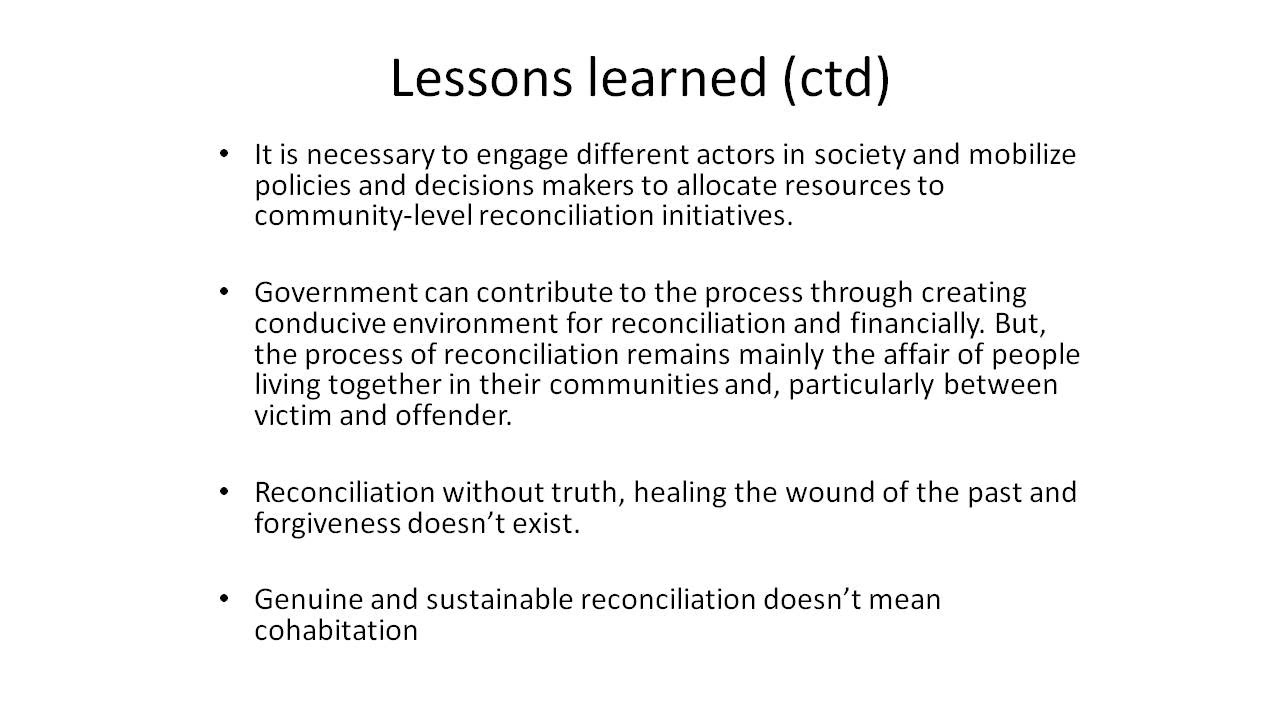 Lessons learned (ctd)
• It is necessary to engage different actors in society and mobilize
policies and decisions makers to allocate resources to
community-level reconciliation initiatives.
• Government can contribute to the process through creating
conducive environment for reconciliation and financially. But,
the process of reconciliation remains mainly the affair of people
living together in their communities and, particularly between
victim and offender.
• Reconciliation without truth, healing the wound of the past and
forgiveness doesn’t exist.
• Genuine and sustainable reconciliation doesn’t mean
cohabitation